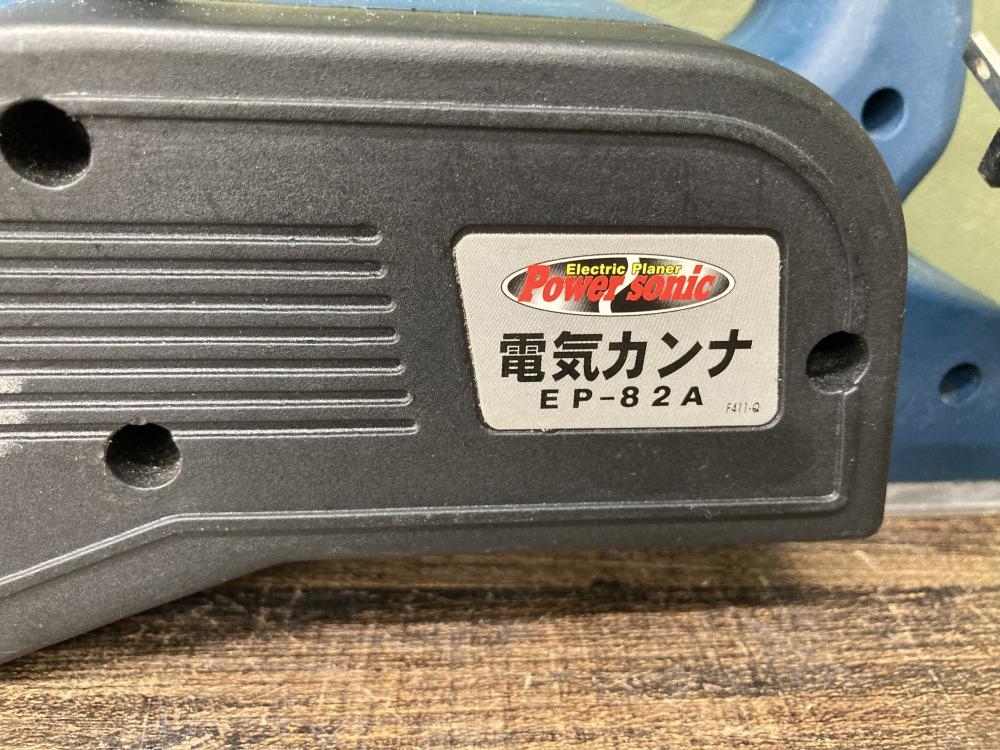 Electric Planer
Power sonic
電気カンナ
EP-82A
F411-Q